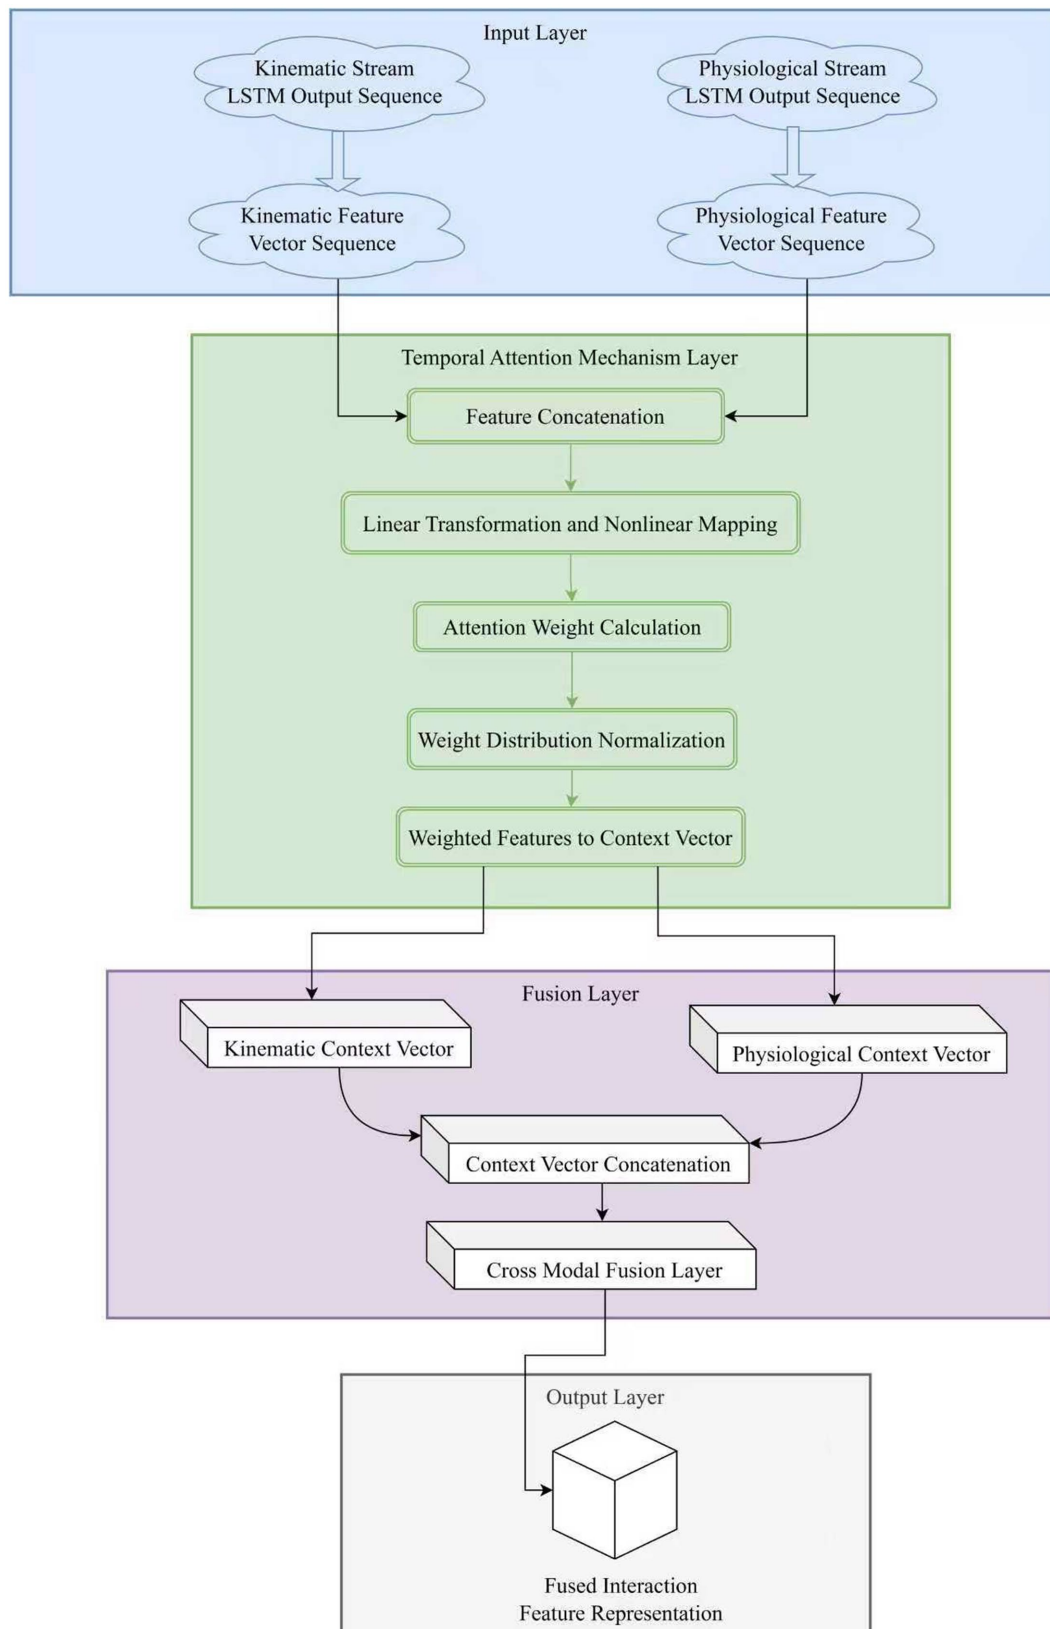 Input Layer
Kinematic Stream
LSTM Output Sequence
Physiological Stream
LSTM Output Sequence
Kinematic Feature
Vector Sequence
Physiological Feature
Vector Sequence
Temporal Attention Mechanism Layer
Feature Concatenation
Linear Transformation and Nonlinear Mapping
Attention Weight Calculation
Weight Distribution Normalization
Weighted Features to Context Vector
Fusion Layer
Kinematic Context Vector
Physiological Context Vector
Context Vector Concatenation
Cross Modal Fusion Layer
Output Layer
Fused Interaction
Feature Representation